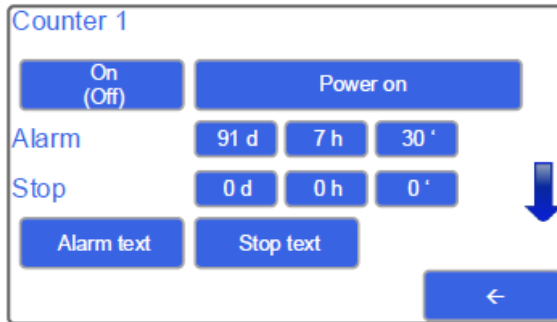 Counter 1
On
(Off)
Power on
Alarm
91 d
7 h
30 ‘
Stop
0 d
0 h
0 ‘
Alarm text
Stop text
←